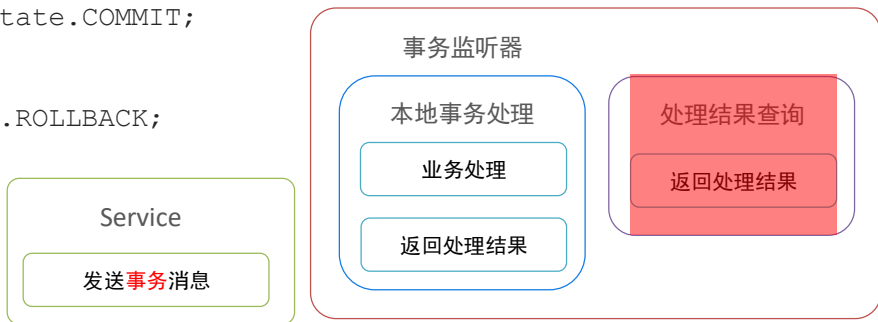 tate.COMMIT;
.ROLLBACK;
事务监听器
本地事务处理
业务处理
返回处理结果
处理结果查询
返回处理结果
Service
发送事务消息